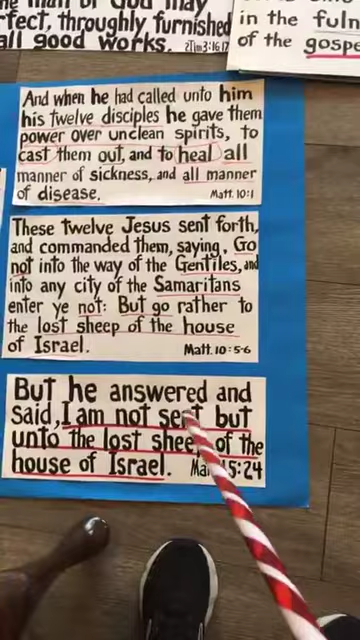 the man of God may
rfect, throughly furnished
all good works. 2Tim3:16,17
in the fuln
of the gospe
And when he had called unto him
his twelve disciples he gave them
power over unclean spirits, to
cast them out, and to heal all
manner of sickness, and all manner
of disease. Matt. 10:1
These twelve Jesus sent forth,
and commanded them, saying, Go
not into the way of the Gentiles, and
into any city of the Samaritans
enter ye not: But go rather to
the lost sheep of the house
of Israel. Matt. 10:5-6
But he answered and
said, I am not sent but
unto the lost sheep of the
house of Israel. Ma 5:24